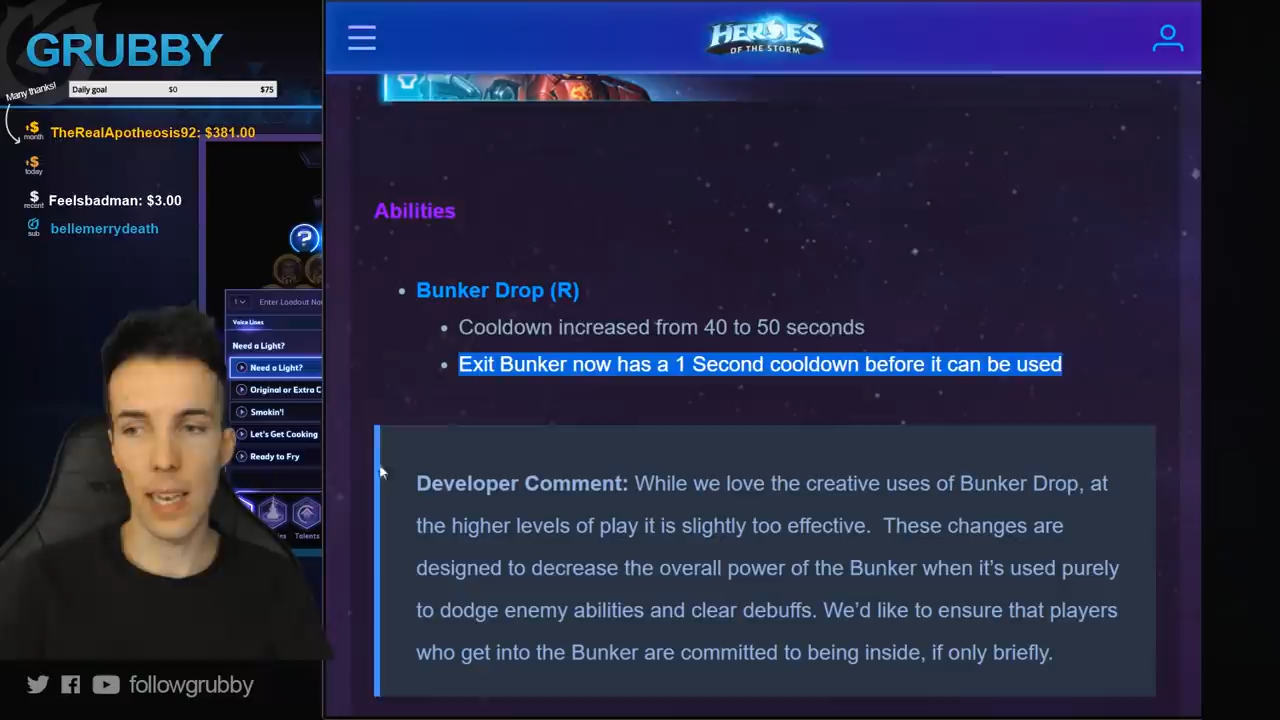 GRUBBY
Many thanks!
Daily goal $0 $75
+$ month TheRealApotheosis92: $381.00
+$ today
$ recent Feelsbadman: $3.00
sub bellemerrydeath
HEROES
OF THE STORM
?
1 Enter Loadout
Voice Lines
Need a Light?
Need a Light?
Original or Extra C
Smokin'!
Let's Get Cooking
Ready to Fry
Talents
Abilities
Bunker Drop (R)
Cooldown increased from 40 to 50 seconds
Exit Bunker now has a 1 Second cooldown before it can be used
Developer Comment: While we love the creative uses of Bunker Drop, at
the higher levels of play it is slightly too effective. These changes are
designed to decrease the overall power of the Bunker when it's used purely
to dodge enemy abilities and clear debuffs. We'd like to ensure that players
who get into the Bunker are committed to being inside, if only briefly.
followgrubby